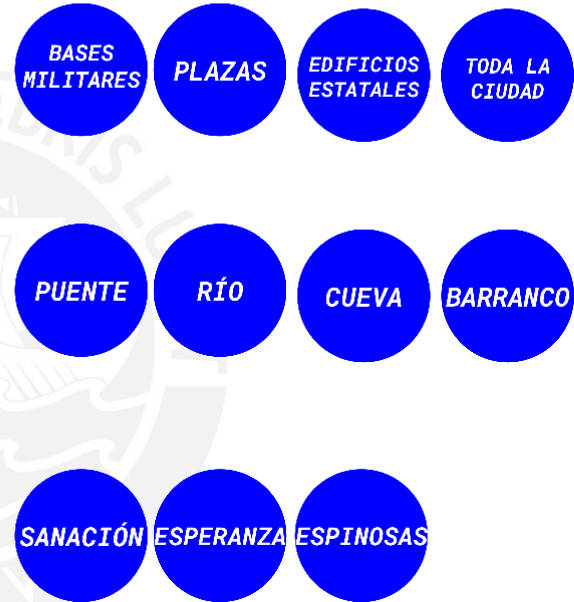 BASES
MILITARES
PLAZAS
EDIFICIOS
ESTATALES
TODA LA
CIUDAD
PUENTE
RÍO
CUEVA
BARRANCO
SANACIÓN
ESPERANZA
ESPINOSAS